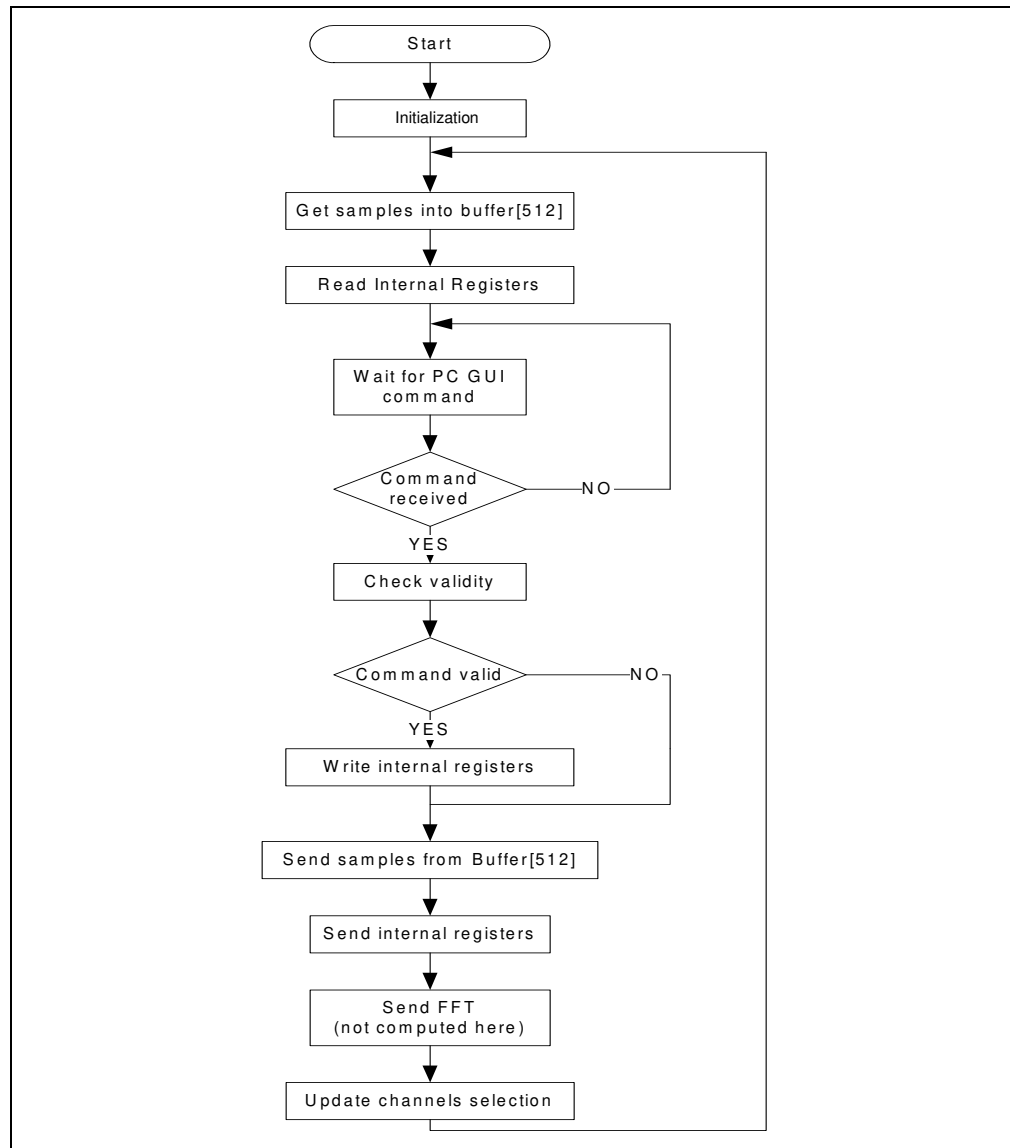 Start
Initialization
Get samples into buffer[512]
Read Internal Registers
Wait for PC GUI
command
Command
received
NO
YES
Check validity
Command valid
NO
YES
Write internal registers
Send samples from Buffer[512]
Send internal registers
Send FFT
(not computed here)
Update channels selection